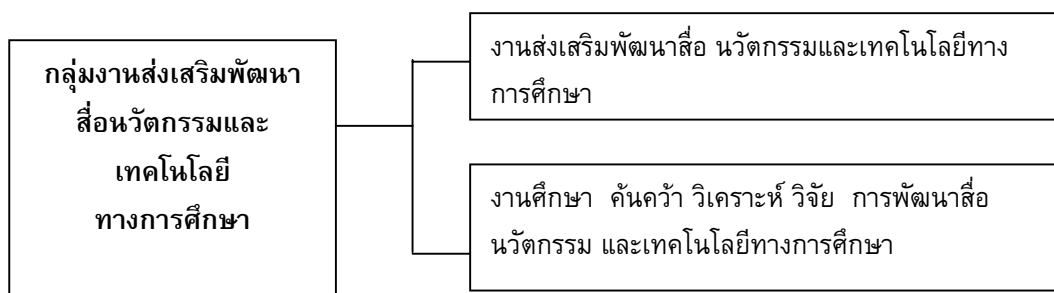 กลุ่มงานส่งเสริมพัฒนา
สื่อนวัตกรรมและ
เทคโนโลยี
ทางการศึกษา
งานส่งเสริมพัฒนาสื่อ นวัตกรรมและเทคโนโลยีทาง
การศึกษา
งานศึกษา ค้นคว้า วิเคราะห์ วิจัย การพัฒนาสื่อ
นวัตกรรม และเทคโนโลยีทางการศึกษา